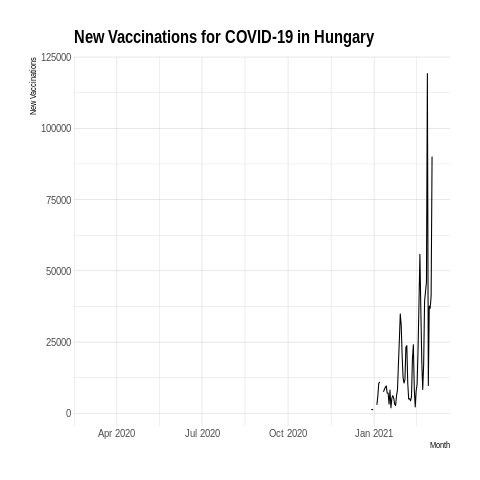 New Vaccinations for COVID-19 in Hungary
New Vaccinations
125000
100000
75000
50000
25000
0
Apr 2020 Jul 2020 Oct 2020 Jan 2021
Month